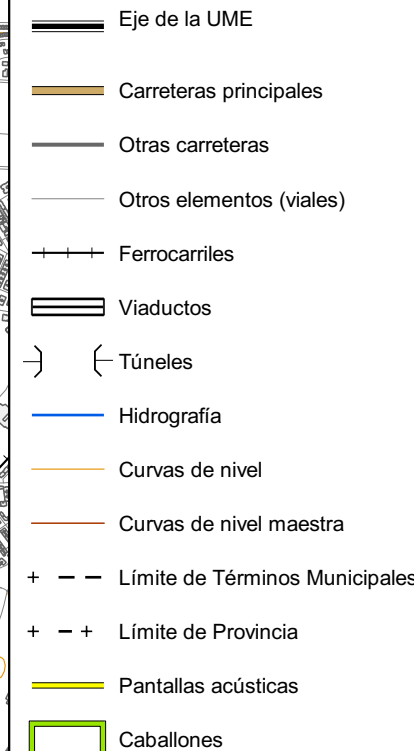 Eje de la UME
Carreteras principales
Otras carreteras
Otros elementos (viales)
Ferrocarriles
Viaductos
Túneles
Hidrografía
Curvas de nivel
Curvas de nivel maestra
Límite de Términos Municipales
Límite de Provincia
Pantallas acústicas
Caballones